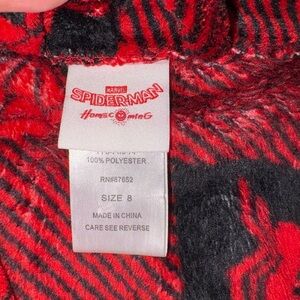 MARVEL
SPIDER-MAN
HOMECOMING
100% POLYESTER
RN#87652
SIZE 8
MADE IN CHINA
CARE SEE REVERSE